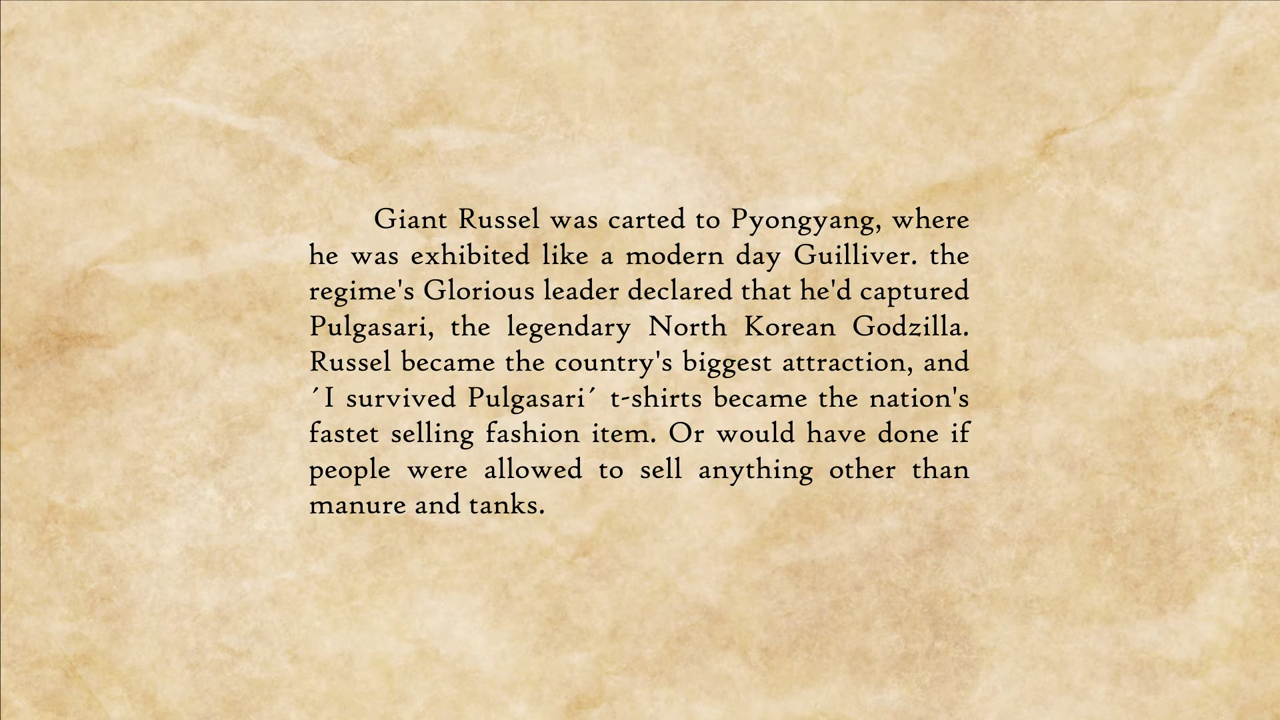 Giant Russel was carted to Pyongyang, where
he was exhibited like a modern day Guilliver. the
regime's Glorious leader declared that he'd captured
Pulgasari, the legendary North Korean Godzilla.
Russel became the country's biggest attraction, and
´I survived Pulgasari´ t-shirts became the nation's
fastet selling fashion item. Or would have done if
people were allowed to sell anything other than
manure and tanks.